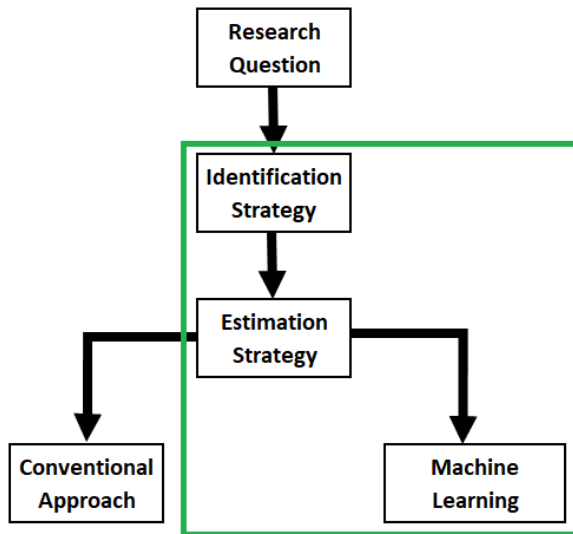 Research
Question
Identification
Strategy
Estimation
Strategy
Conventional
Approach
Machine
Learning